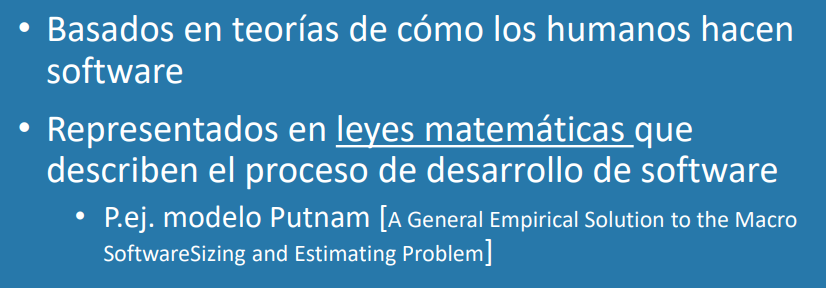 • Basados en teorías de cómo los humanos hacen
software
• Representados en leyes matemáticas que
describen el proceso de desarrollo de software
• P.ej. modelo Putnam [A General Empirical Solution to the Macro
SoftwareSizing and Estimating Problem]